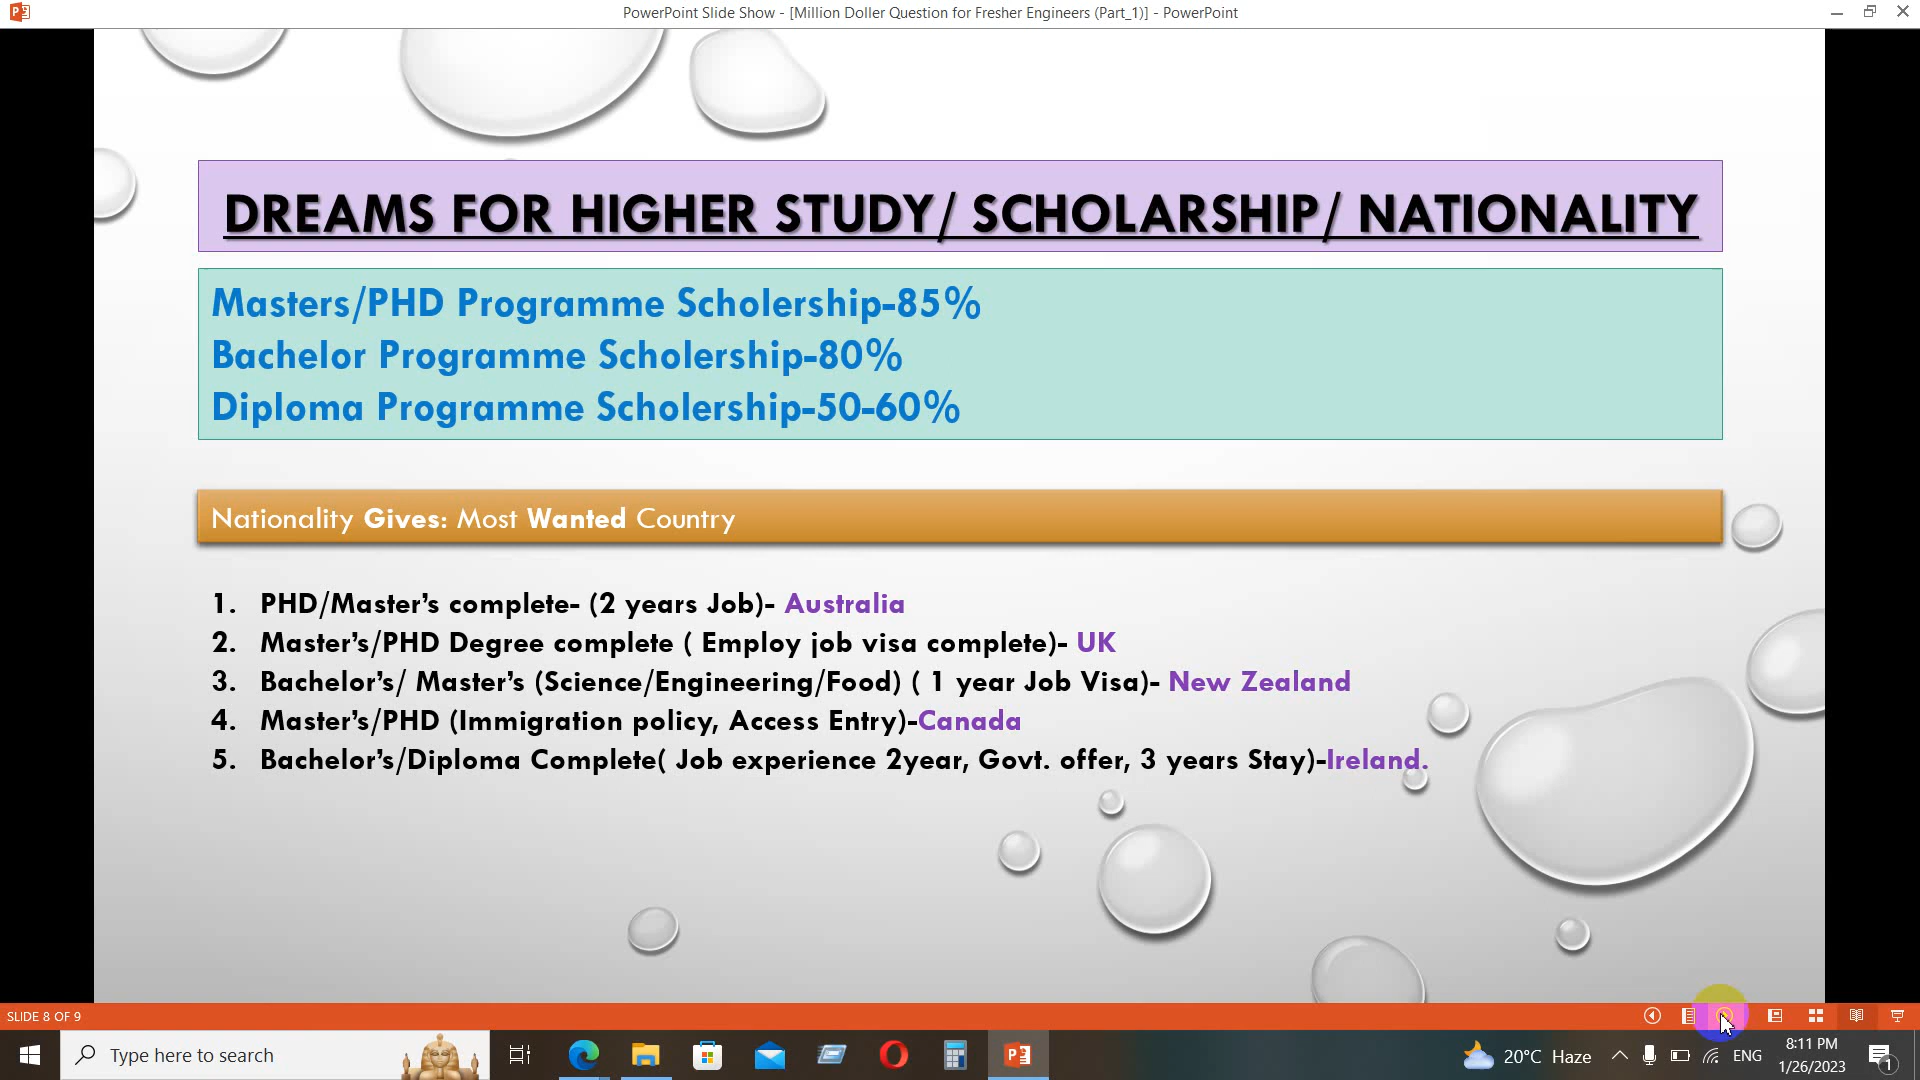 PowerPoint Slide Show - [Million Doller Question for Fresher Engineers (Part_1)] - PowerPoint
DREAMS FOR HIGHER STUDY/ SCHOLARSHIP/ NATIONALITY
Masters/PHD Programme Scholership-85%
Bachelor Programme Scholership-80%
Diploma Programme Scholership-50-60%
Nationality Gives: Most Wanted Country
1. PHD/Master's complete- (2 years Job)- Australia
2. Master's/PHD Degree complete ( Employ job visa complete)- UK
3. Bachelor's/ Master's (Science/Engineering/Food) ( 1 year Job Visa)- New Zealand
4. Master's/PHD (Immigration policy, Access Entry)-Canada
5. Bachelor's/Diploma Complete( Job experience 2year, Govt. offer, 3 years Stay)-Ireland.
SLIDE 8 OF 9
Type here to search
20°C Haze
ENG
8:11 PM
1/26/2023
1